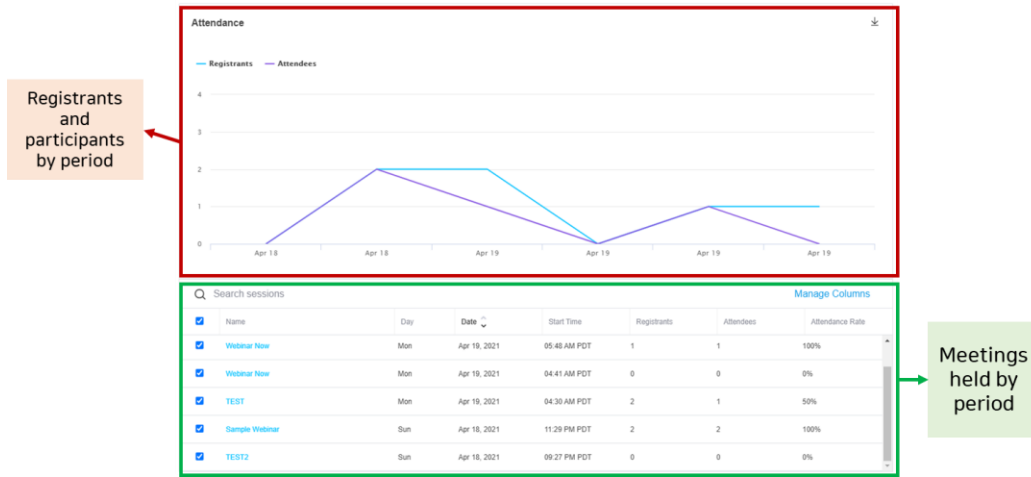 Attendance
Registrants Attendees
4
3
2
1
0
Apr 18 Apr 18 Apr 19 Apr 19 Apr 19 Apr 19
Registrants
and
participants
by period
Search sessions Manage Columns
Name Day Date Start Time Registrants Attendees Attendance Rate
Webinar Now Mon Apr 19, 2021 05:48 AM PDT 1 1 100%
Webinar Now Mon Apr 19, 2021 04:41 AM PDT 0 0 0%
TEST Mon Apr 19, 2021 04:30 AM PDT 2 1 50%
Sample Webinar Sun Apr 18, 2021 11:29 PM PDT 2 2 100%
TEST2 Sun Apr 18, 2021 09:27 PM PDT 0 0 0%
Meetings
held by
period